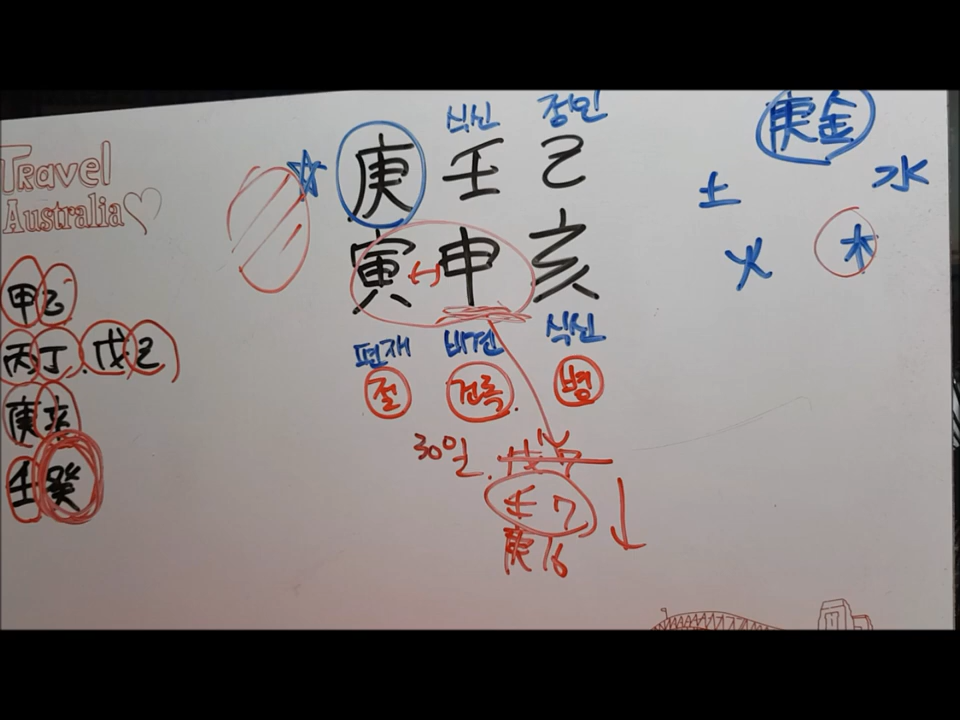 Travel
Australia
甲乙
丙丁.戊己
庚辛
壬癸
식신 정인
庚 壬 己
寅 申 亥
편재 비견 식신
절 건록 병
30일
壬 7
庚 16
庚金
土 水
火 木